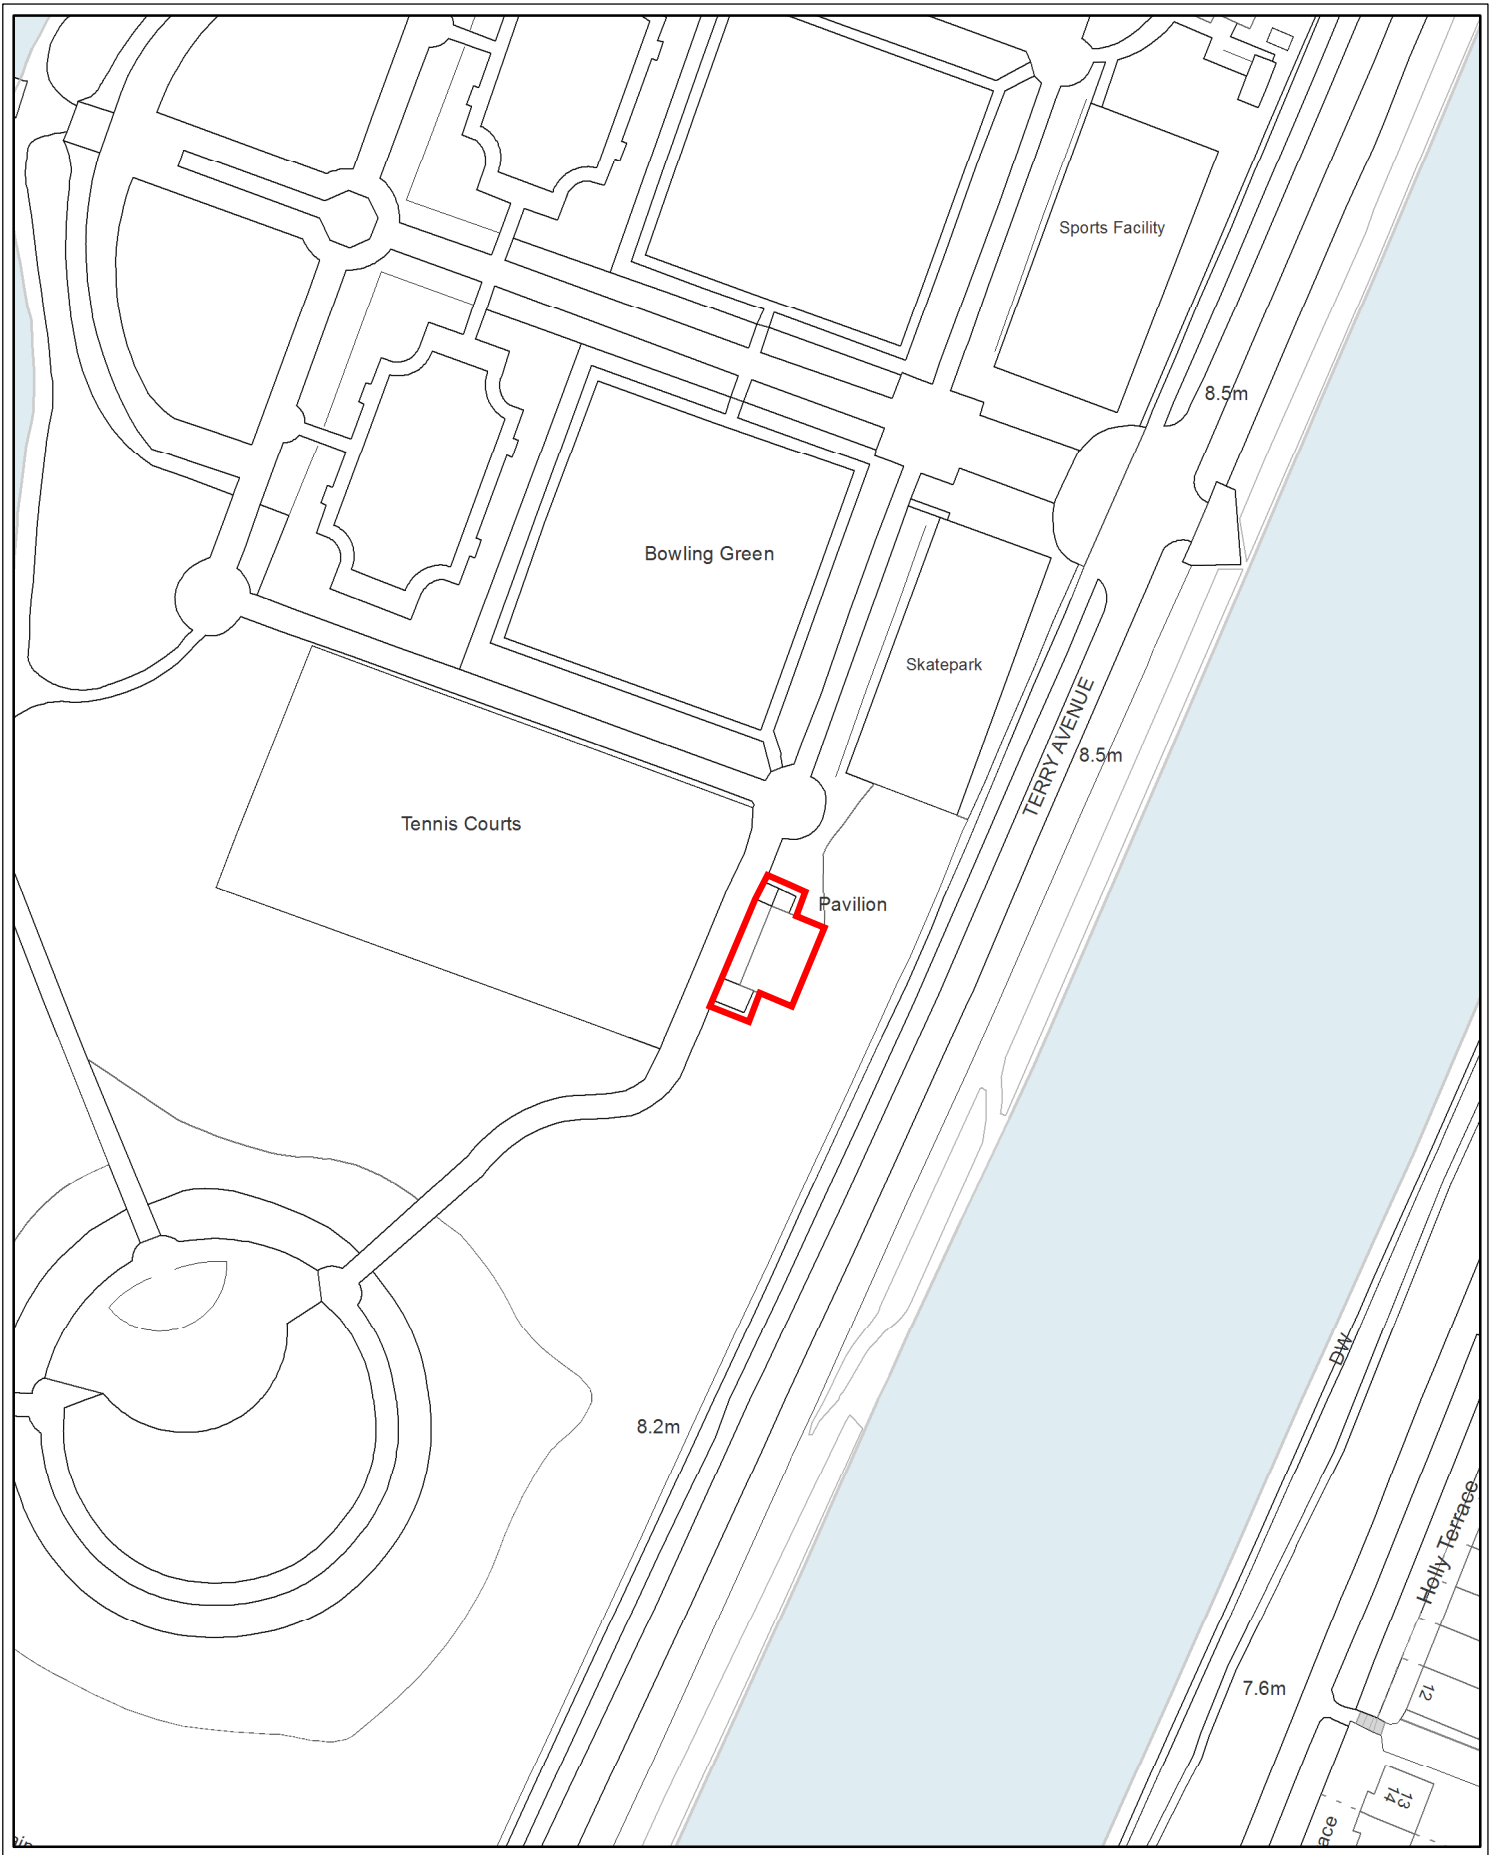 Sports Facility
8.5m
Bowling Green
Skatepark
TERRY AVENUE
8.5m
Tennis Courts
Pavilion
DW
8.2m
Holly Terrace
7.6m
12
13
14
ace